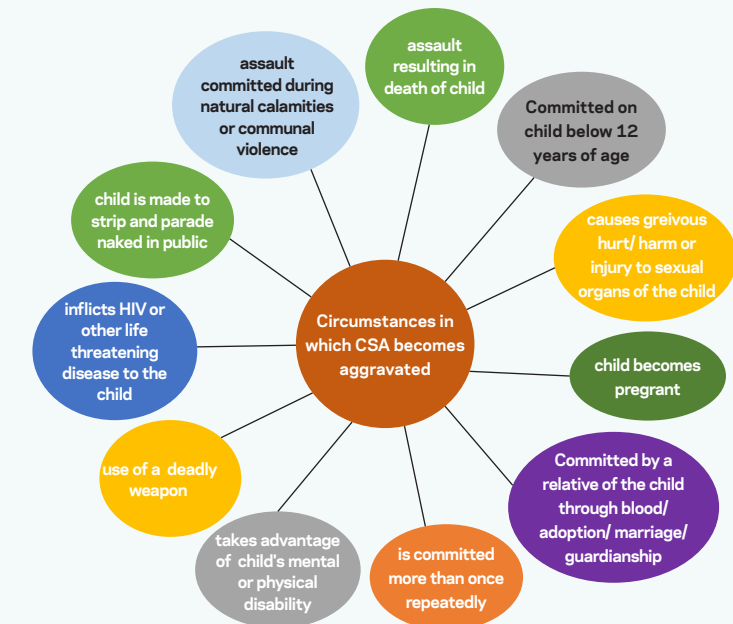 Circumstances in
which CSA becomes
aggravated
assault
resulting in
death of child
Committed on
child below 12
years of age
causes greivous
hurt/ harm or
injury to sexual
organs of the child
child becomes
pregrant
Committed by a
relative of the child
through blood/
adoption/ marriage/
guardianship
is committed
more than once
repeatedly
takes advantage
of child's mental
or physical
disability
use of a deadly
weapon
inflicts HIV or
other life
threatening
disease to the
child
child is made to
strip and parade
naked in public
assault
committed during
natural calamities
or communal
violence